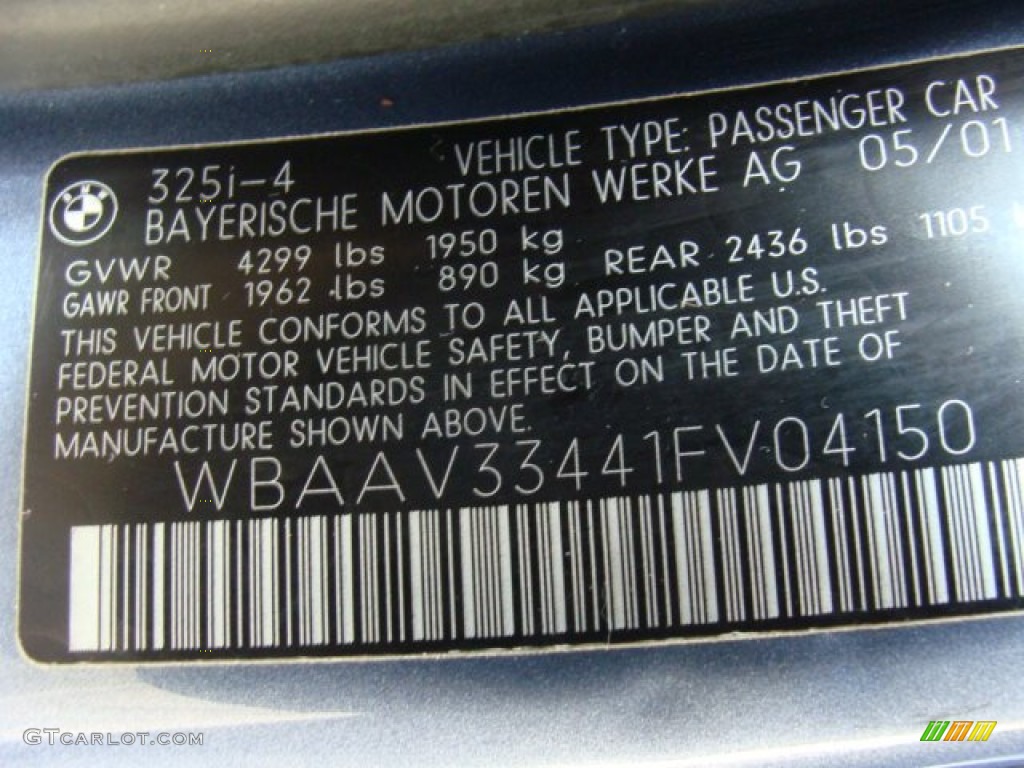 VEHICLE TYPE: PASSENGER CAR
325i-4
BAYERISCHE MOTOREN WERKE AG 05/01
GVWR 4299 lbs 1950 kg
GAWR FRONT 1962 lbs 890 kg REAR 2436 lbs 1105
THIS VEHICLE CONFORMS TO ALL APPLICABLE U.S.
FEDERAL MOTOR VEHICLE SAFETY, BUMPER AND THEFT
PREVENTION STANDARDS IN EFFECT ON THE DATE OF
MANUFACTURE SHOWN ABOVE.
WBAAV33441FV04150
GTCARLOT.COM